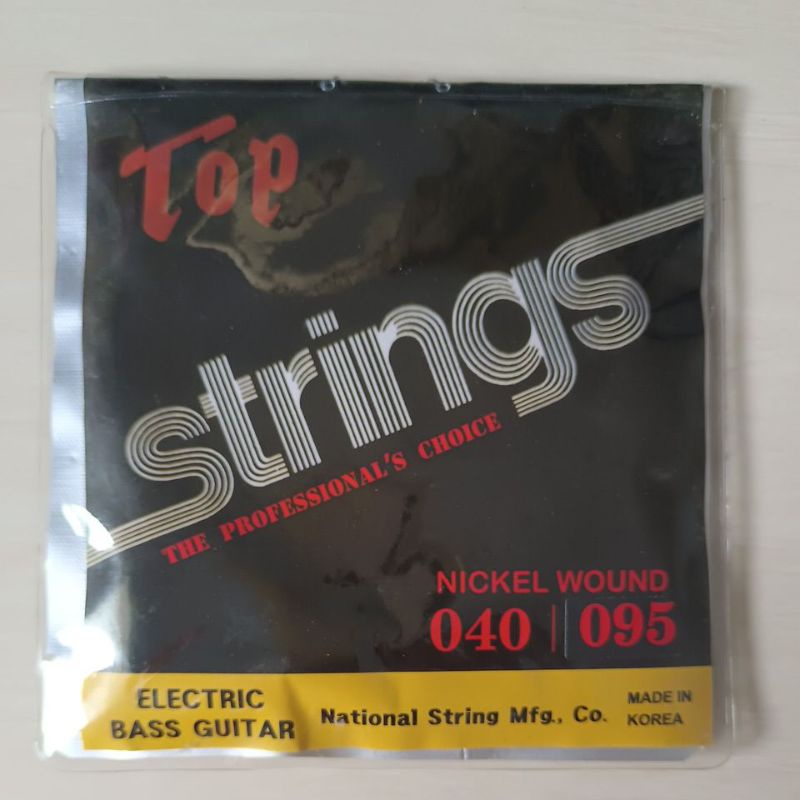 Top
strings
THE PROFESSIONAL'S CHOICE
NICKEL WOUND
040 | 095
ELECTRIC
BASS GUITAR
National String Mfg., Co.
MADE IN
KOREA